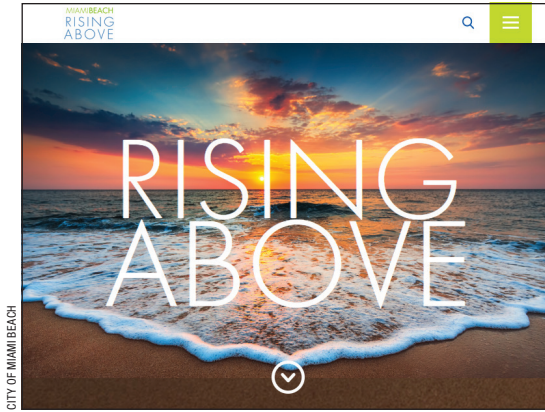 MIAMIBEACH
RISING
ABOVE
RISING
ABOVE
CITY OF MIAMI BEACH